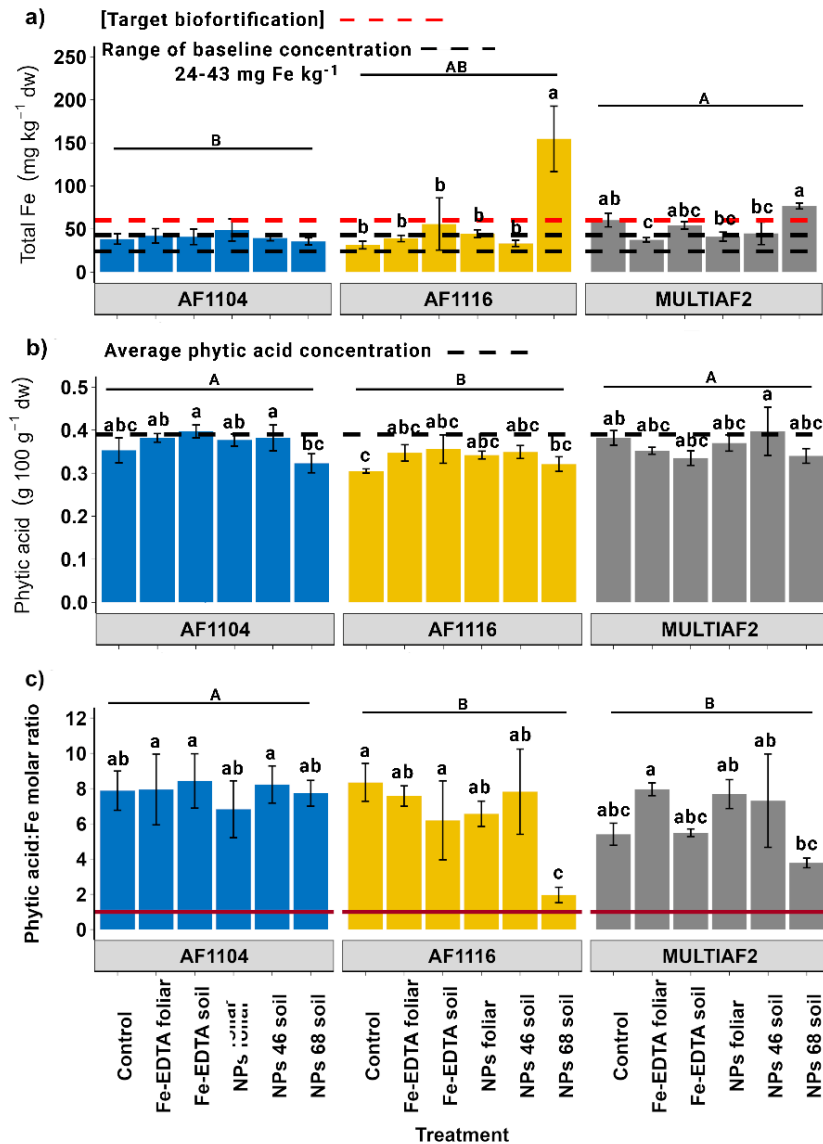 a)
[Target biofortification]
Range of baseline concentration
24-43 mg Fe kg⁻¹
Total Fe (mg kg⁻¹ dw)
250
200
150
100
50
0
B
AB
A
b b b b b a
ab c abc bc bc a
AF1104 AF1116 MULTIAF2
b)
Average phytic acid concentration
Phytic acid (g 100 g⁻¹ dw)
0.5
0.4
0.3
0.2
0.1
0.0
A
B
A
abc ab a ab a bc
c abc abc abc abc bc
ab abc abc abc a abc
AF1104 AF1116 MULTIAF2
c)
Phytic acid:Fe molar ratio
12
10
8
6
4
2
0
A
B
B
ab a a ab a ab
a ab a ab ab c
abc a abc ab ab bc
AF1104 AF1116 MULTIAF2
Control Fe-EDTA foliar Fe-EDTA soil NPs NPs 46 soil NPs 68 soil
Control Fe-EDTA foliar Fe-EDTA soil NPs foliar NPs 46 soil NPs 68 soil
Control Fe-EDTA foliar Fe-EDTA soil NPs foliar NPs 46 soil NPs 68 soil
Treatment